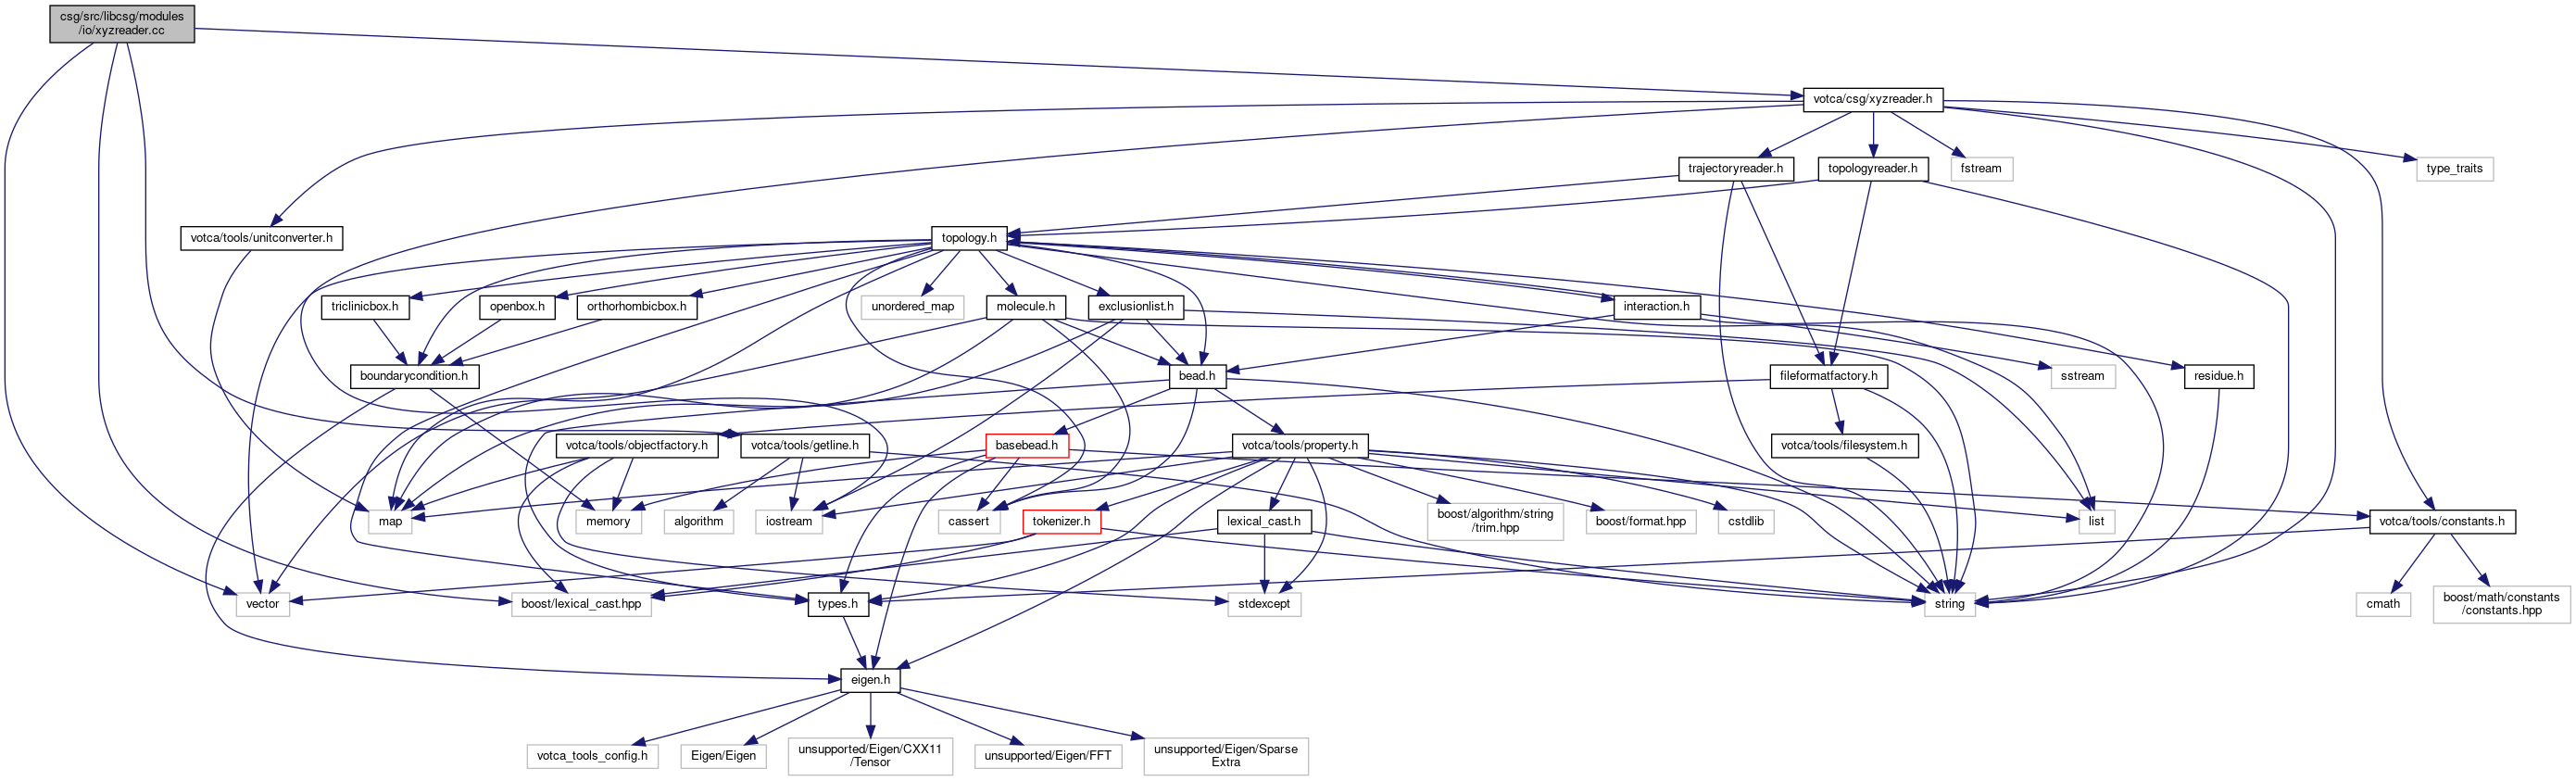 csg/src/libcsg/modules
/io/xyzreader.cc
votca/csg/xyzreader.h
trajectoryreader.h
topologyreader.h
fstream
type_traits
votca/tools/unitconverter.h
topology.h
triclinicbox.h
openbox.h
orthorhombicbox.h
unordered_map
molecule.h
exclusionlist.h
interaction.h
boundarycondition.h
bead.h
fileformatfactory.h
sstream
residue.h
votca/tools/objectfactory.h
votca/tools/getline.h
basebead.h
votca/tools/property.h
votca/tools/filesystem.h
map
memory
algorithm
iostream
cassert
tokenizer.h
lexical_cast.h
boost/algorithm/string
/trim.hpp
boost/format.hpp
cstdlib
list
votca/tools/constants.h
vector
boost/lexical_cast.hpp
types.h
stdexcept
string
cmath
boost/math/constants
/constants.hpp
eigen.h
votca_tools_config.h
Eigen/Eigen
unsupported/Eigen/CXX11
/Tensor
unsupported/Eigen/FFT
unsupported/Eigen/Sparse
Extra